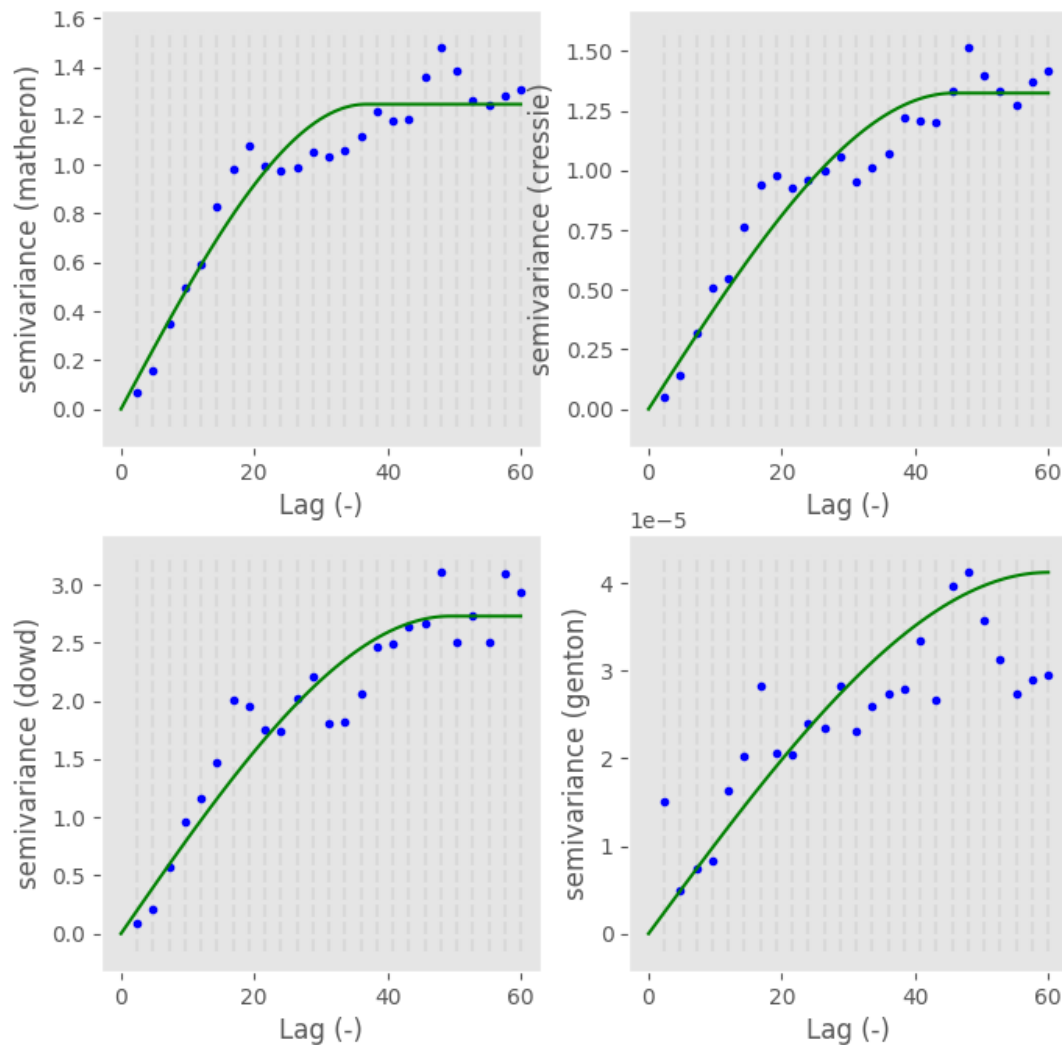 semivariance (matheron)
1.6
1.4
1.2
1.0
0.8
0.6
0.4
0.2
0.0
0 20 40 60
Lag (-)
semivariance (cressie)
1.50
1.25
1.00
0.75
0.50
0.25
0.00
0 20 40 60
Lag (-)
semivariance (dowd)
3.0
2.5
2.0
1.5
1.0
0.5
0.0
0 20 40 60
Lag (-)
1e−5
semivariance (genton)
4
3
2
1
0
0 20 40 60
Lag (-)